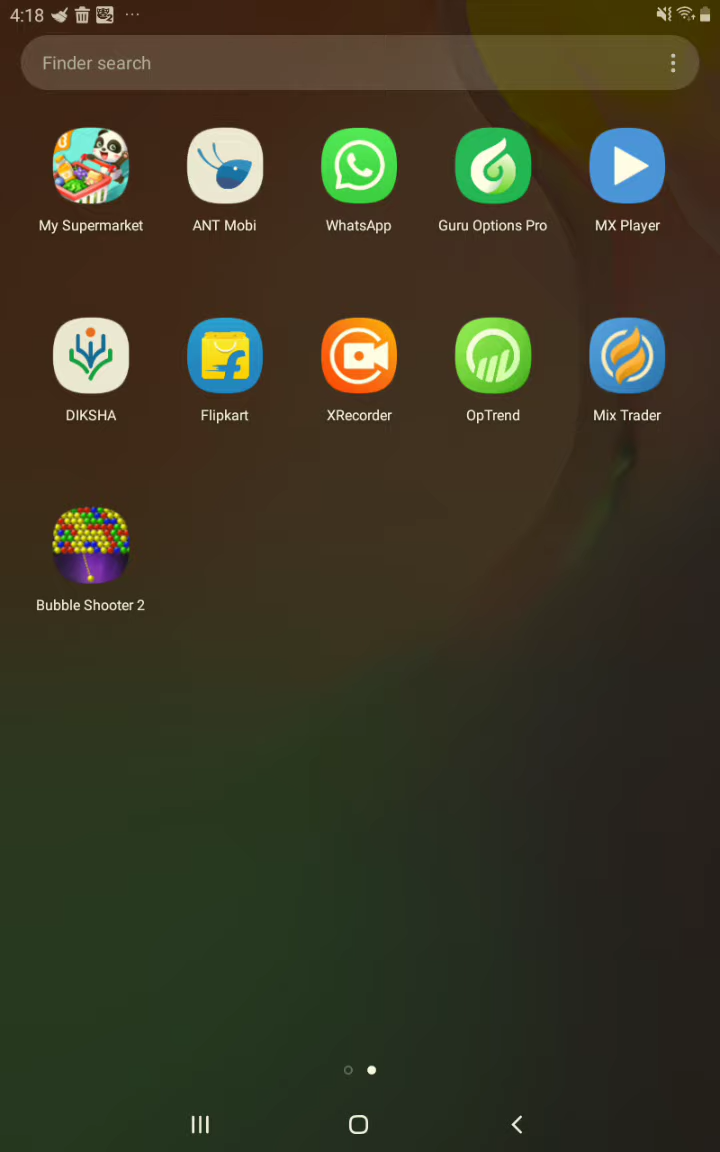 4:18
Finder search
My Supermarket
ANT Mobi
WhatsApp
Guru Options Pro
MX Player
DIKSHA
Flipkart
XRecorder
OpTrend
Mix Trader
Bubble Shooter 2